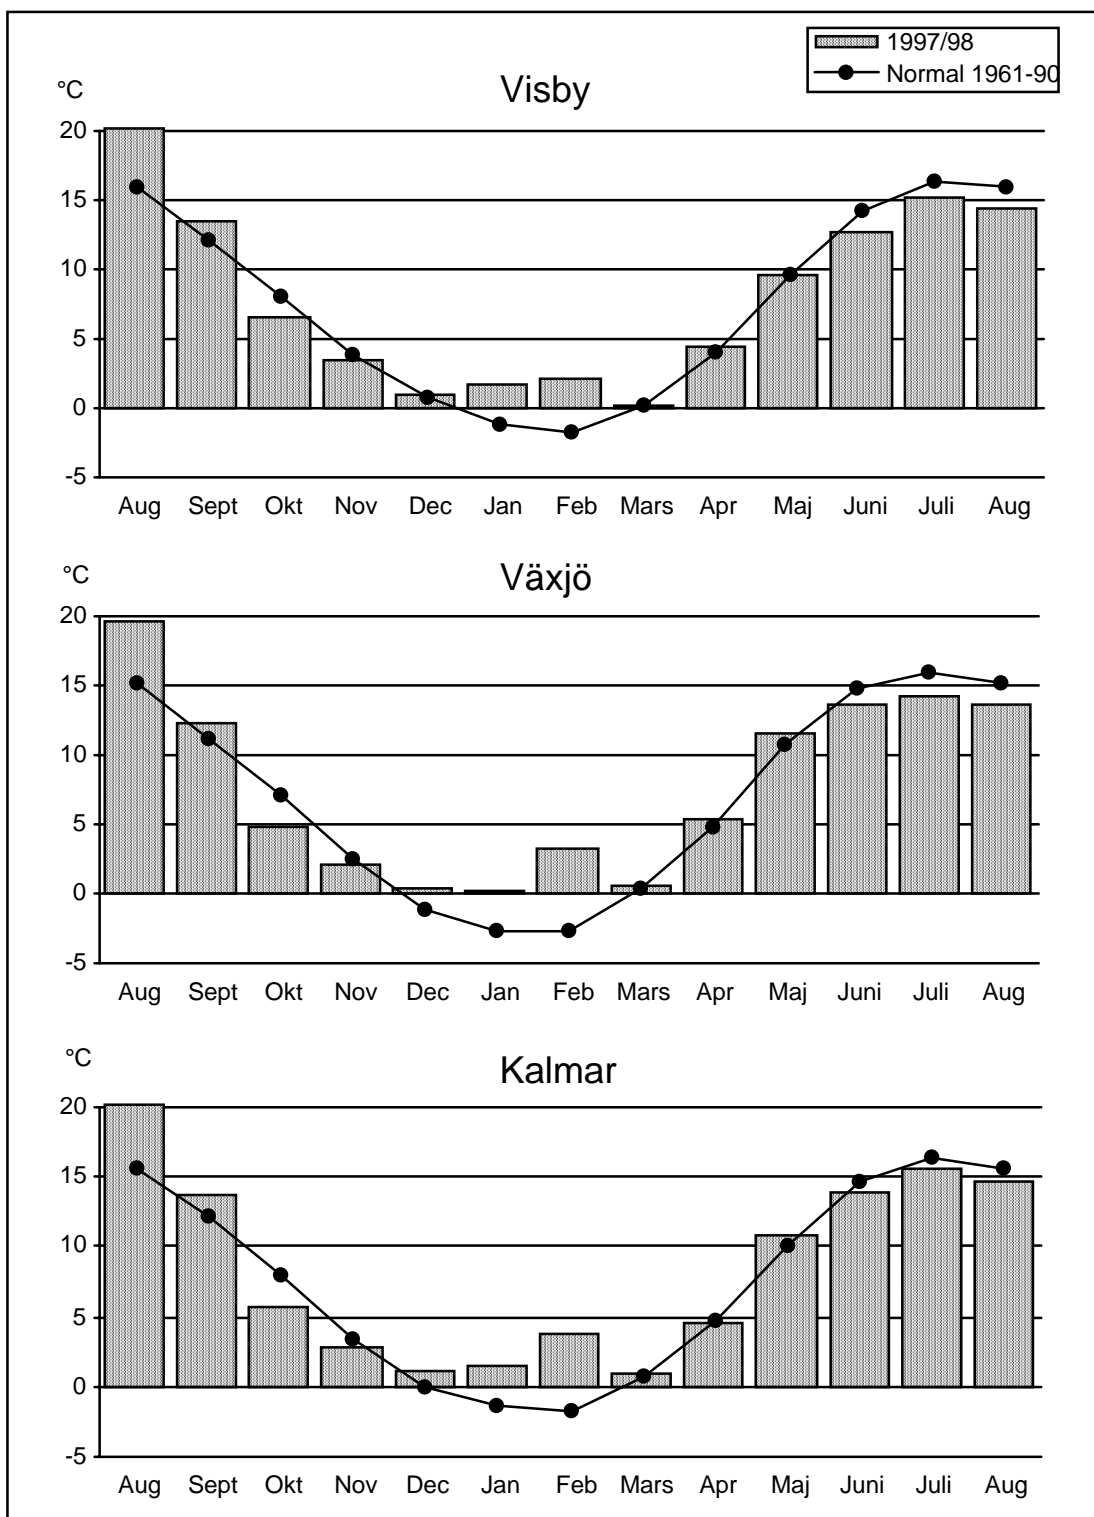 1997/98
Normal 1961-90
°C
Visby
20
15
10
5
0
-5
Aug Sept Okt Nov Dec Jan Feb Mars Apr Maj Juni Juli Aug
°C
Växjö
20
15
10
5
0
-5
Aug Sept Okt Nov Dec Jan Feb Mars Apr Maj Juni Juli Aug
°C
Kalmar
20
15
10
5
0
-5
Aug Sept Okt Nov Dec Jan Feb Mars Apr Maj Juni Juli Aug